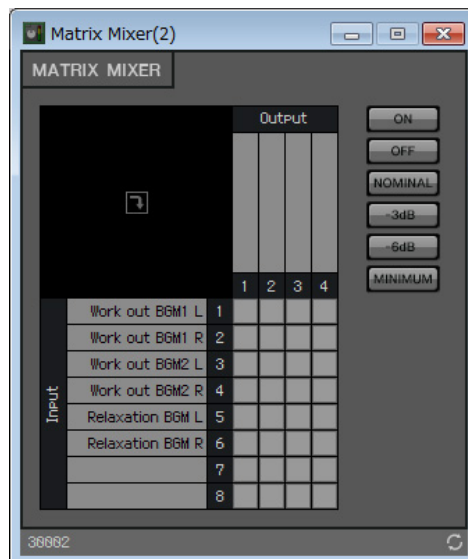 Matrix Mixer(2)
MATRIX MIXER
Output
ON
OFF
NOMINAL
-3dB
-6dB
MINIMUM
1 2 3 4
Input
Work out BGM1 L 1
Work out BGM1 R 2
Work out BGM2 L 3
Work out BGM2 R 4
Relaxation BGM L 5
Relaxation BGM R 6
7
8
30002